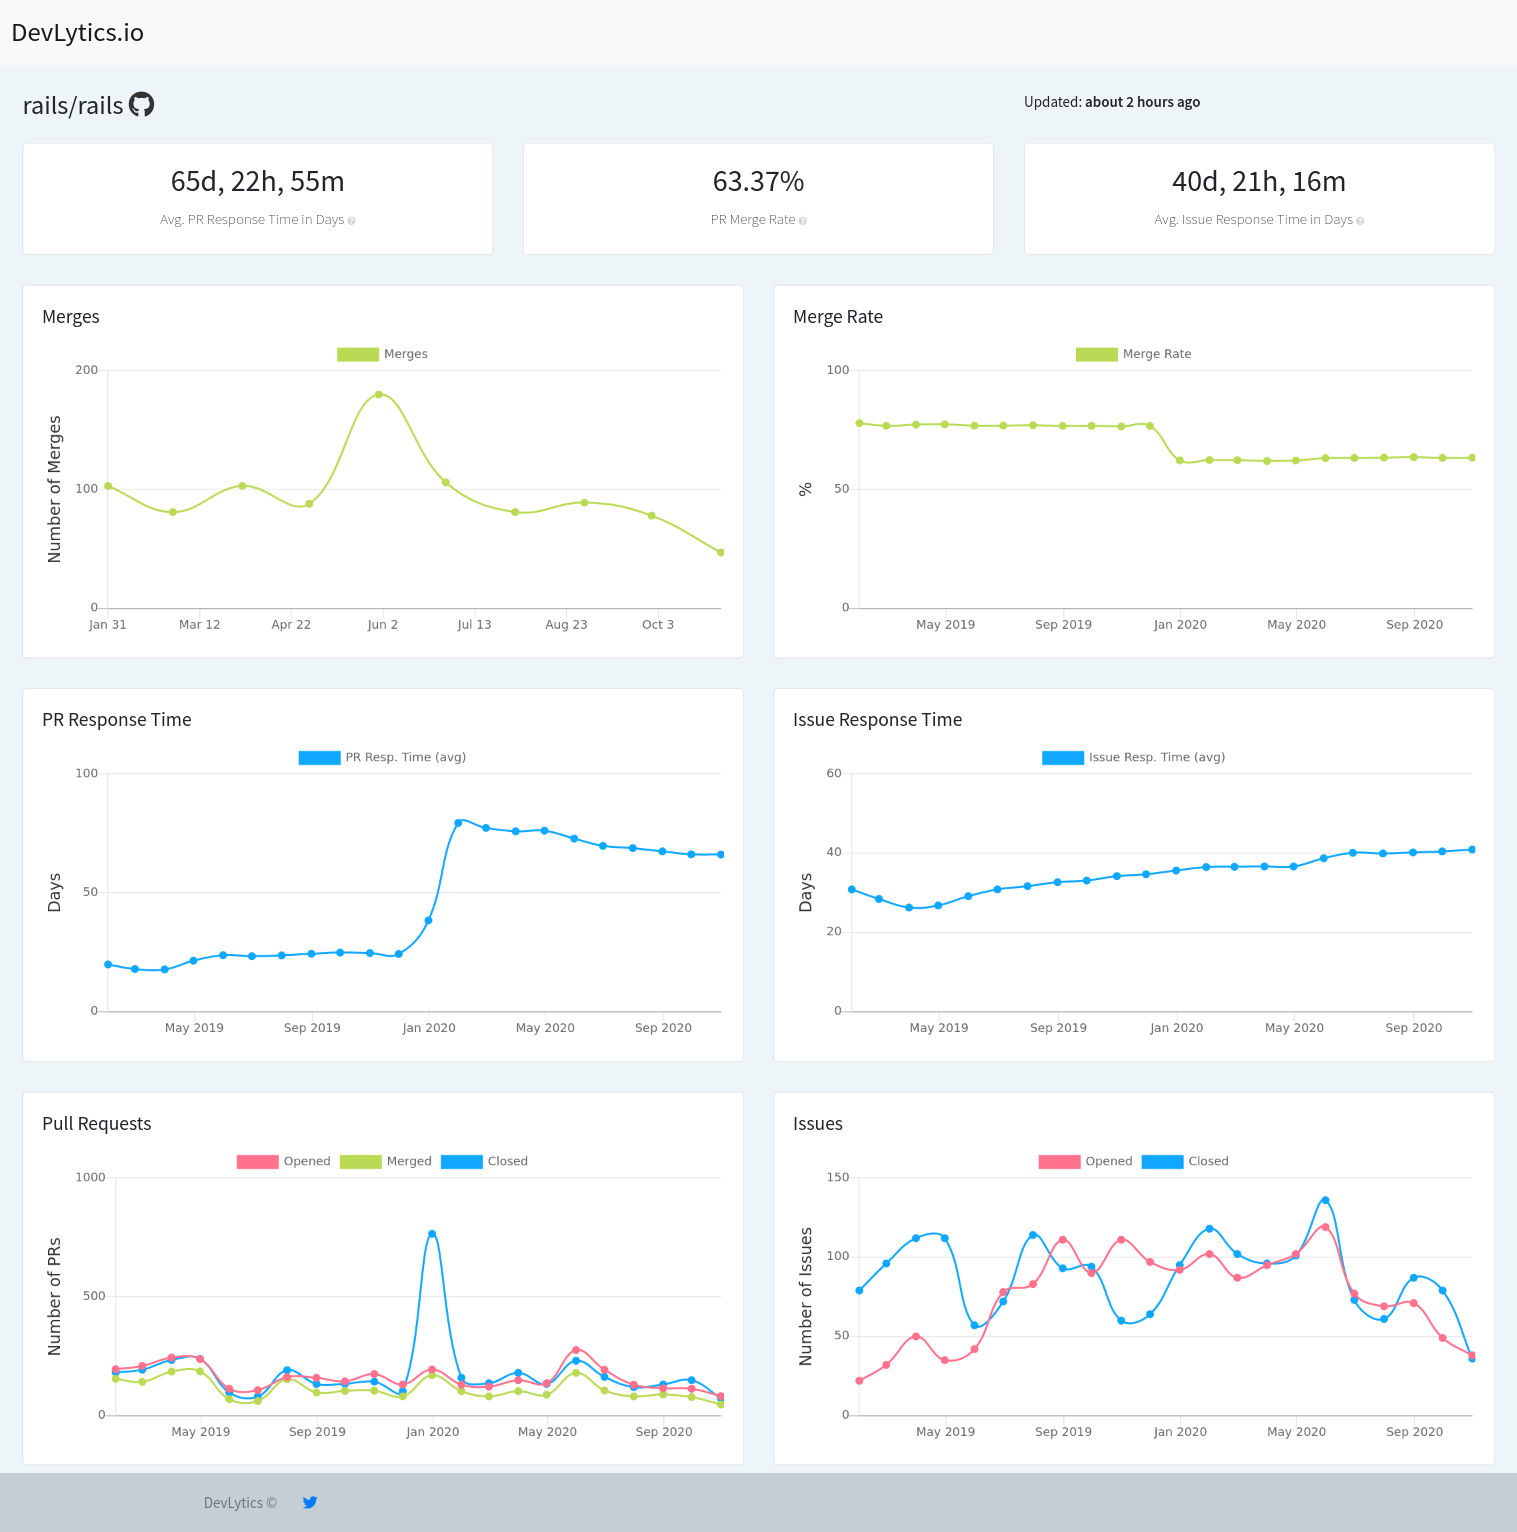 DevLytics.io
rails/rails
Updated: about 2 hours ago
65d, 22h, 55m
Avg. PR Response Time in Days ?
63.37%
PR Merge Rate ?
40d, 21h, 16m
Avg. Issue Response Time in Days ?
Merges
Merges
Number of Merges
200
100
0
Jan 31 Mar 12 Apr 22 Jun 2 Jul 13 Aug 23 Oct 3
Merge Rate
Merge Rate
%
100
50
0
May 2019 Sep 2019 Jan 2020 May 2020 Sep 2020
PR Response Time
PR Resp. Time (avg)
Days
100
50
0
May 2019 Sep 2019 Jan 2020 May 2020 Sep 2020
Issue Response Time
Issue Resp. Time (avg)
Days
60
40
20
0
May 2019 Sep 2019 Jan 2020 May 2020 Sep 2020
Pull Requests
Opened Merged Closed
Number of PRs
1000
500
0
May 2019 Sep 2019 Jan 2020 May 2020 Sep 2020
Issues
Opened Closed
Number of Issues
150
100
50
0
May 2019 Sep 2019 Jan 2020 May 2020 Sep 2020
DevLytics ©